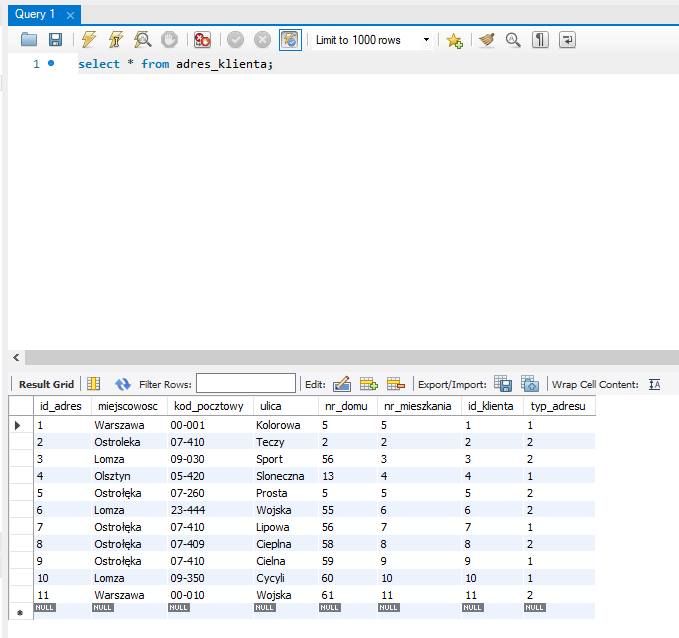 Query 1
Limit to 1000 rows
1 select * from adres_klienta;
Result Grid Filter Rows: Edit: Export/Import: Wrap Cell Content:
id_adres miejscowosc kod_pocztowy ulica nr_domu nr_mieszkania id_klienta typ_adresu
1 Warszawa 00-001 Kolorowa 5 5 1 1
2 Ostroleka 07-410 Teczy 2 2 2 2
3 Lomza 09-030 Sport 56 3 3 2
4 Olsztyn 05-420 Sloneczna 13 4 4 1
5 Ostrołęka 07-260 Prosta 5 5 5 2
6 Lomza 23-444 Wojska 55 6 6 2
7 Ostrołęka 07-410 Lipowa 56 7 7 1
8 Ostrołęka 07-409 Cieplna 58 8 8 2
9 Ostrołęka 07-410 Cielna 59 9 9 1
10 Lomza 09-350 Cycyli 60 10 10 1
11 Warszawa 00-010 Wojska 61 11 11 2
NULL NULL NULL NULL NULL NULL NULL NULL